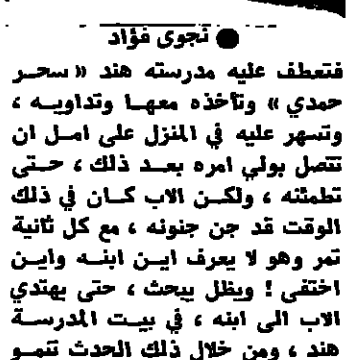 ● نجوى فؤاد
فتعطف عليه مدرسته هند « سحر
حمدي » وتأخذه معها وتداويه ،
وتسهر عليه في المنزل على امل ان
تتصل بولي امره بعد ذلك ، حتى
تطمئنه ، ولكن الاب كان في ذلك
الوقت قد جن جنونه ، مع كل ثانية
تمر وهو لا يعرف اين ابنه واين
اختفى ! ويظل يبحث ، حتى يهتدي
الاب الى ابنه ، في بيت المدرسة
هند ، ومن خلال ذلك الحدث تنمو